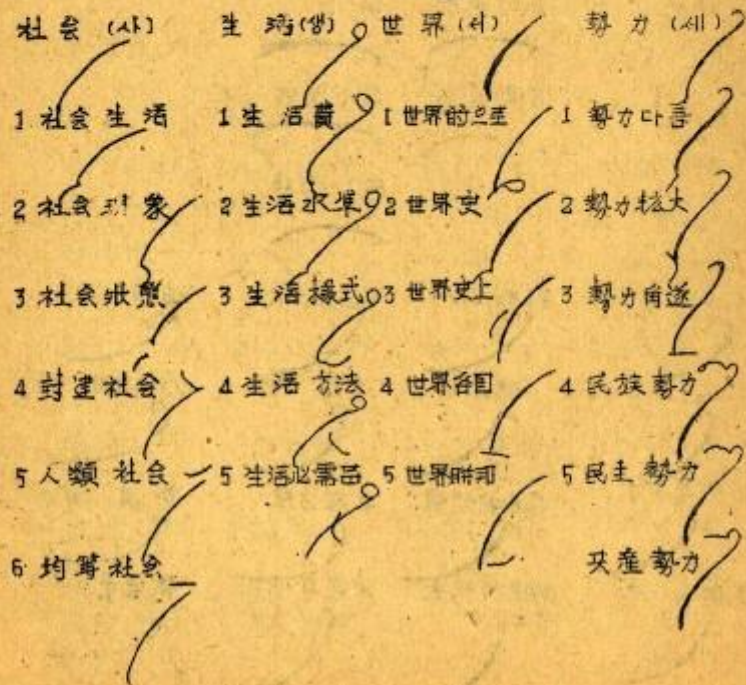 社会 (사) 生活 (생) 世界 (서) 勢力 (세)
1 社会生活 1 生活費 1 世界的으로 1 勢力다툼
2 社会現象 2 生活水準 2 世界史 2 勢力拡大
3 社会状態 3 生活様式 3 世界史上 3 勢力角逐
4 封建社会 4 生活方法 4 世界各国 4 民族勢力
5 人類社会 5 生活必需品 5 世界聯邦 5 民主勢力
6 均等社会 共産勢力